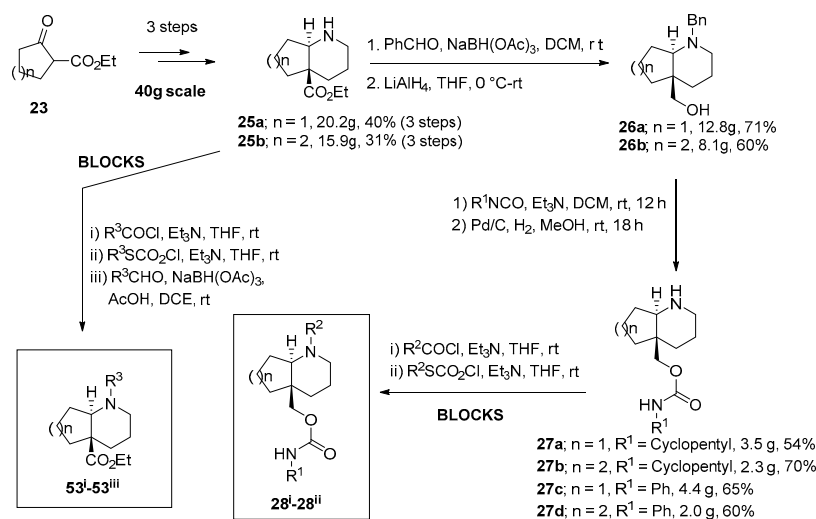 3 steps
40g scale
O
CO2Et
( )n
23
H
H
N
( )n
CO2Et
25a; n = 1, 20.2g, 40% (3 steps)
25b; n = 2, 15.9g, 31% (3 steps)
1. PhCHO, NaBH(OAc)3, DCM, r t
2. LiAlH4, THF, 0 °C-rt
Bn
H
N
( )n
OH
26a; n = 1, 12.8g, 71%
26b; n = 2, 8.1g, 60%
BLOCKS
i) R3COCl, Et3N, THF, rt
ii) R3SCO2Cl, Et3N, THF, rt
iii) R3CHO, NaBH(OAc)3,
AcOH, DCE, rt
1) R1NCO, Et3N, DCM, rt, 12 h
2) Pd/C, H2, MeOH, rt, 18 h
R3
H
N
( )n
CO2Et
53i-53iii
R2
H
N
( )n
O
O
HN
R1
28i-28ii
i) R2COCl, Et3N, THF, rt
ii) R2SCO2Cl, Et3N, THF, rt
BLOCKS
H
H
N
( )n
O
O
HN
R1
27a; n = 1, R1 = Cyclopentyl, 3.5 g, 54%
27b; n = 2, R1 = Cyclopentyl, 2.3 g, 70%
27c; n = 1, R1 = Ph, 4.4 g, 65%
27d; n = 2, R1 = Ph, 2.0 g, 60%